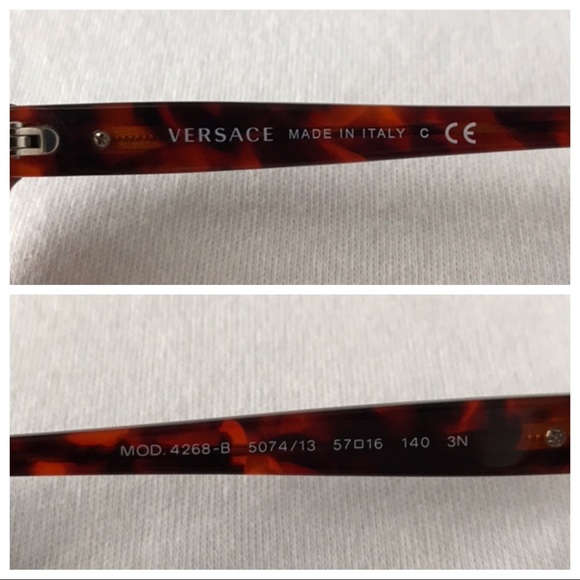 VERSACE MADE IN ITALY C CE
MOD. 4268-B 5074/13 57□16 140 3N